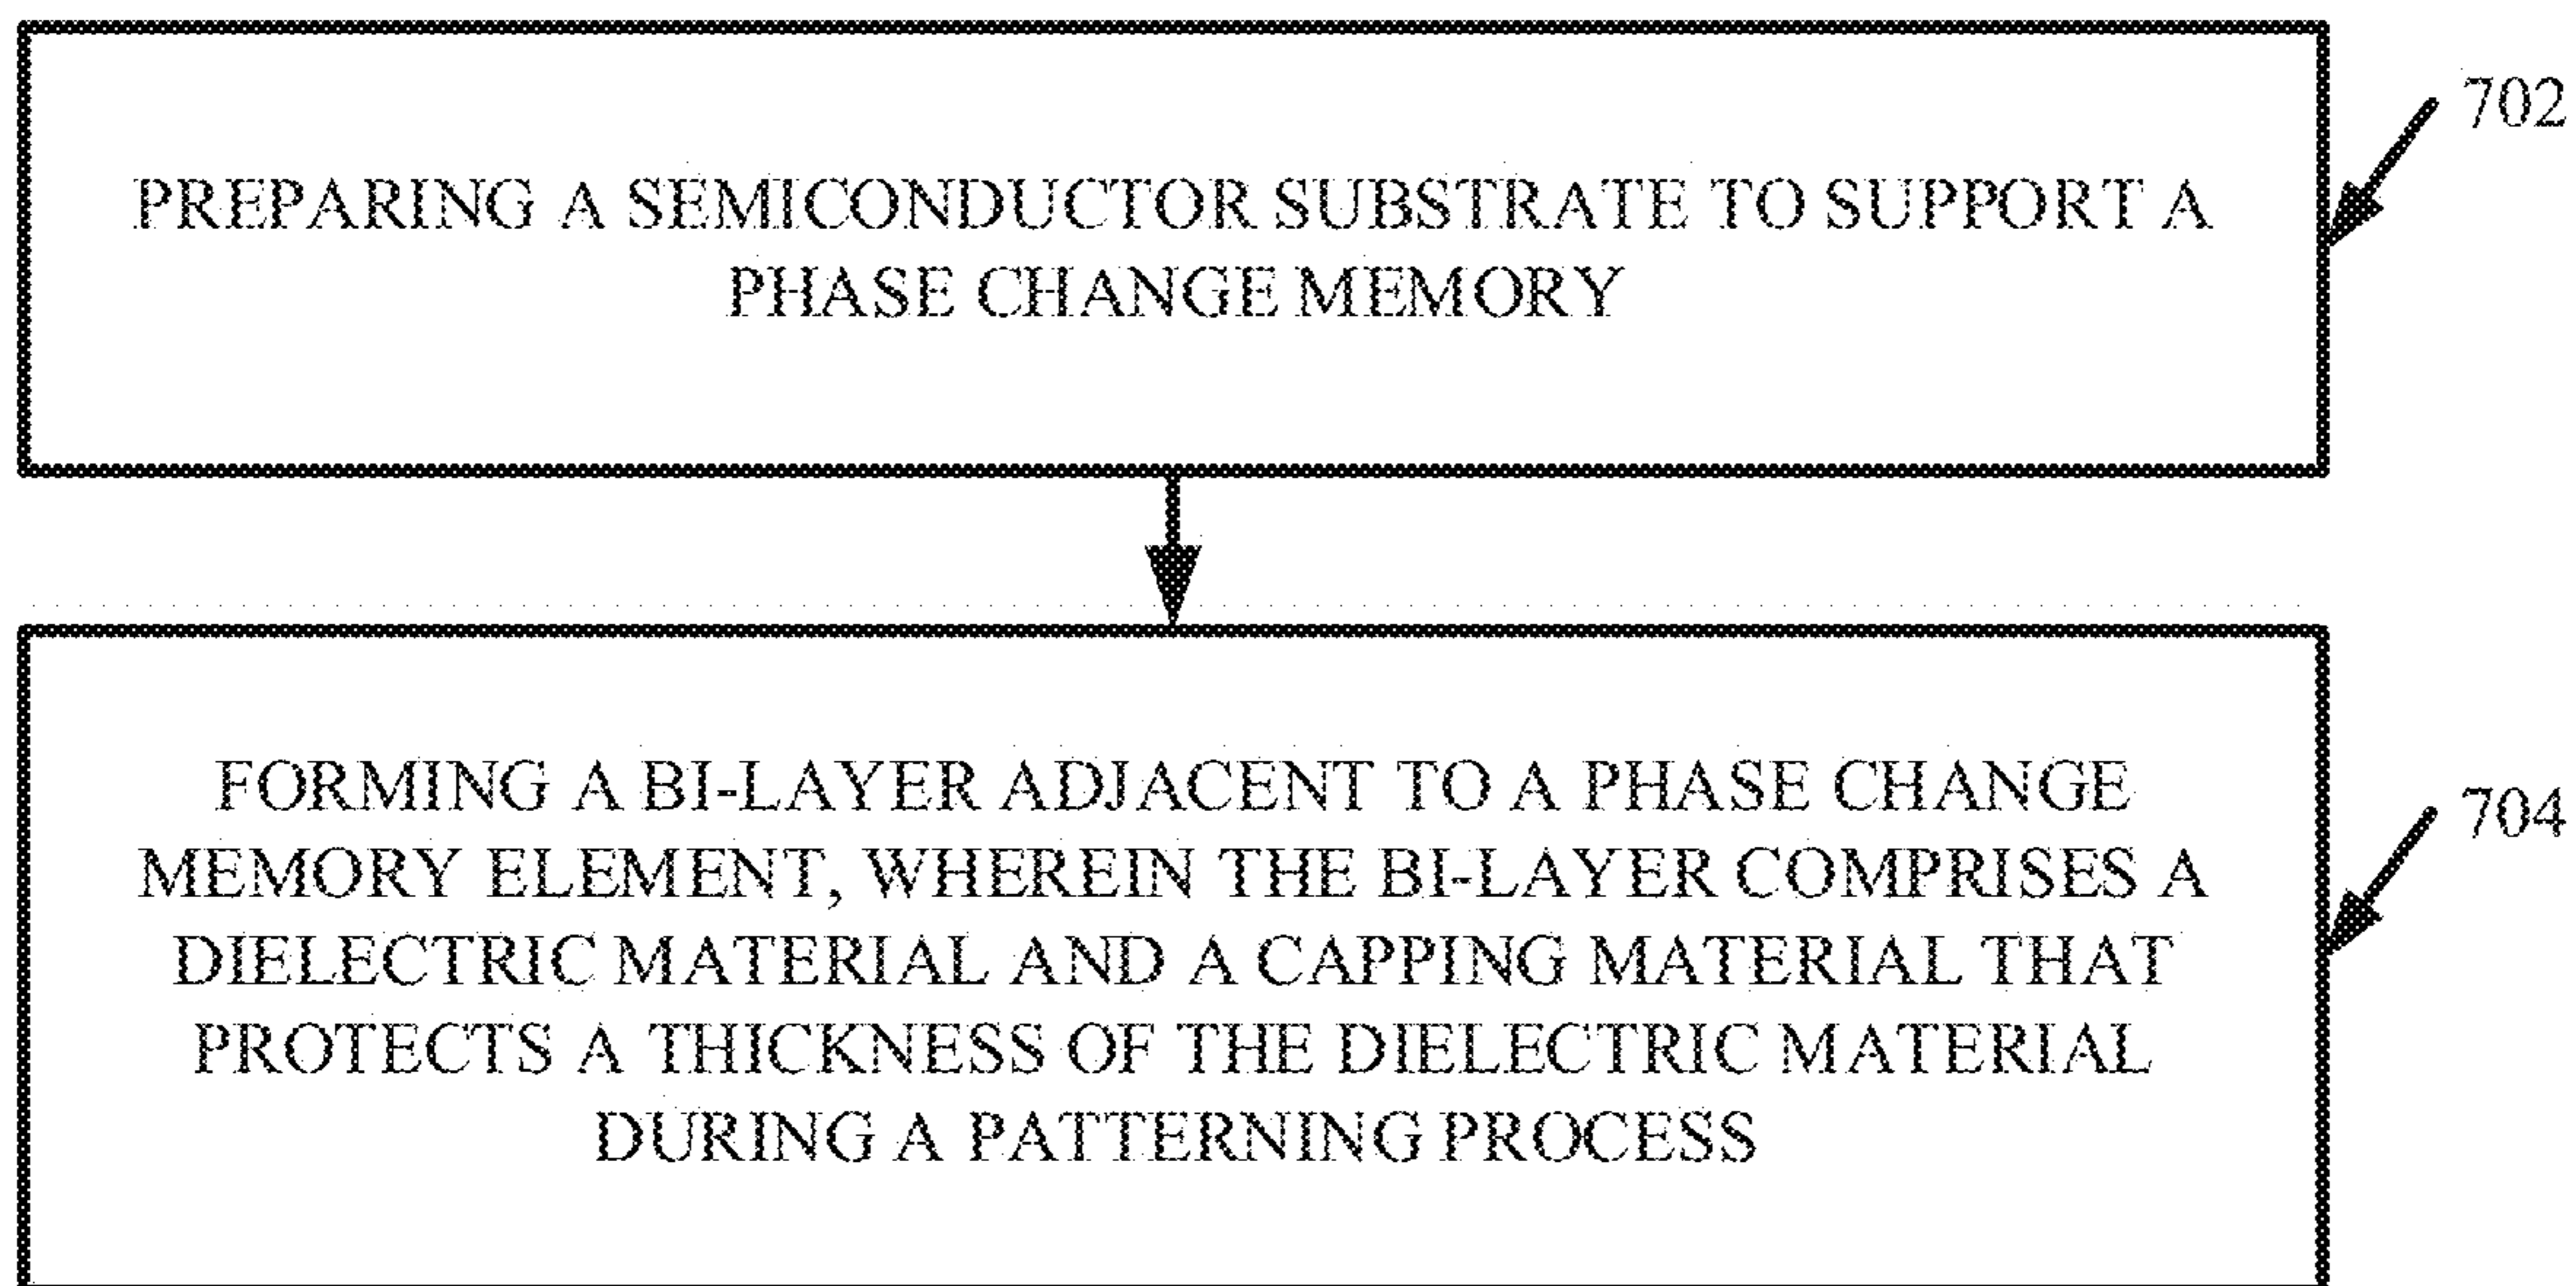 702
PREPARING A SEMICONDUCTOR SUBSTRATE TO SUPPORT A
PHASE CHANGE MEMORY
FORMING A BI-LAYER ADJACENT TO A PHASE CHANGE
704
MEMORY ELEMENT, WHEREIN THE BI-LAYER COMPRISES A
DIELECTRIC MATERIAL AND A CAPPING MATERIAL THAT
PROTECTS A THICKNESS OF THE DIELECTRIC MATERIAL
DURING A PATTERNING PROCESS